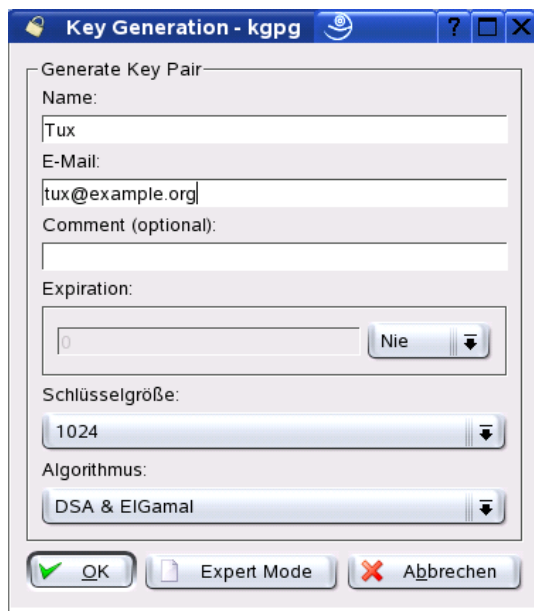 Key Generation - kgpg
Generate Key Pair
Name:
Tux
E-Mail:
tux@example.org
Comment (optional):
Expiration:
0
Nie
Schlüsselgröße:
1024
Algorithmus:
DSA & ElGamal
OK
Expert Mode
Abbrechen